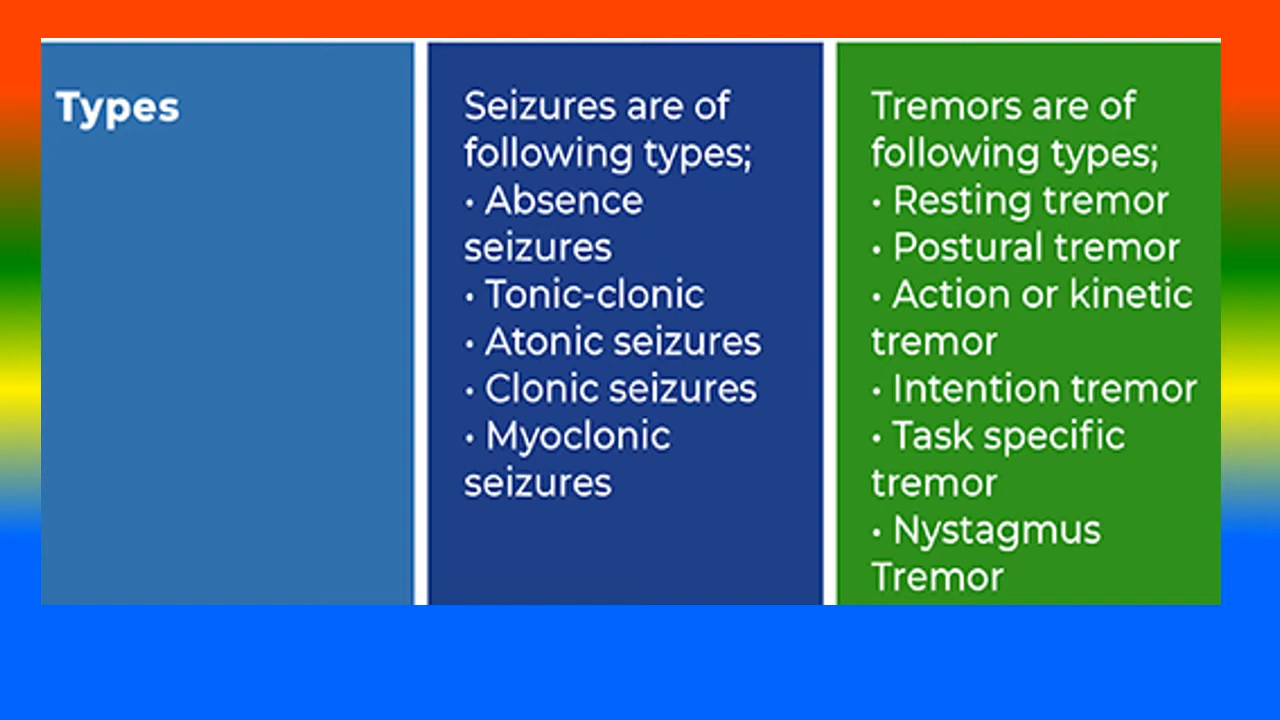 Types
Seizures are of
following types;
• Absence
seizures
• Tonic-clonic
• Atonic seizures
• Clonic seizures
• Myoclonic
seizures
Tremors are of
following types;
• Resting tremor
• Postural tremor
• Action or kinetic
tremor
• Intention tremor
• Task specific
tremor
• Nystagmus
Tremor